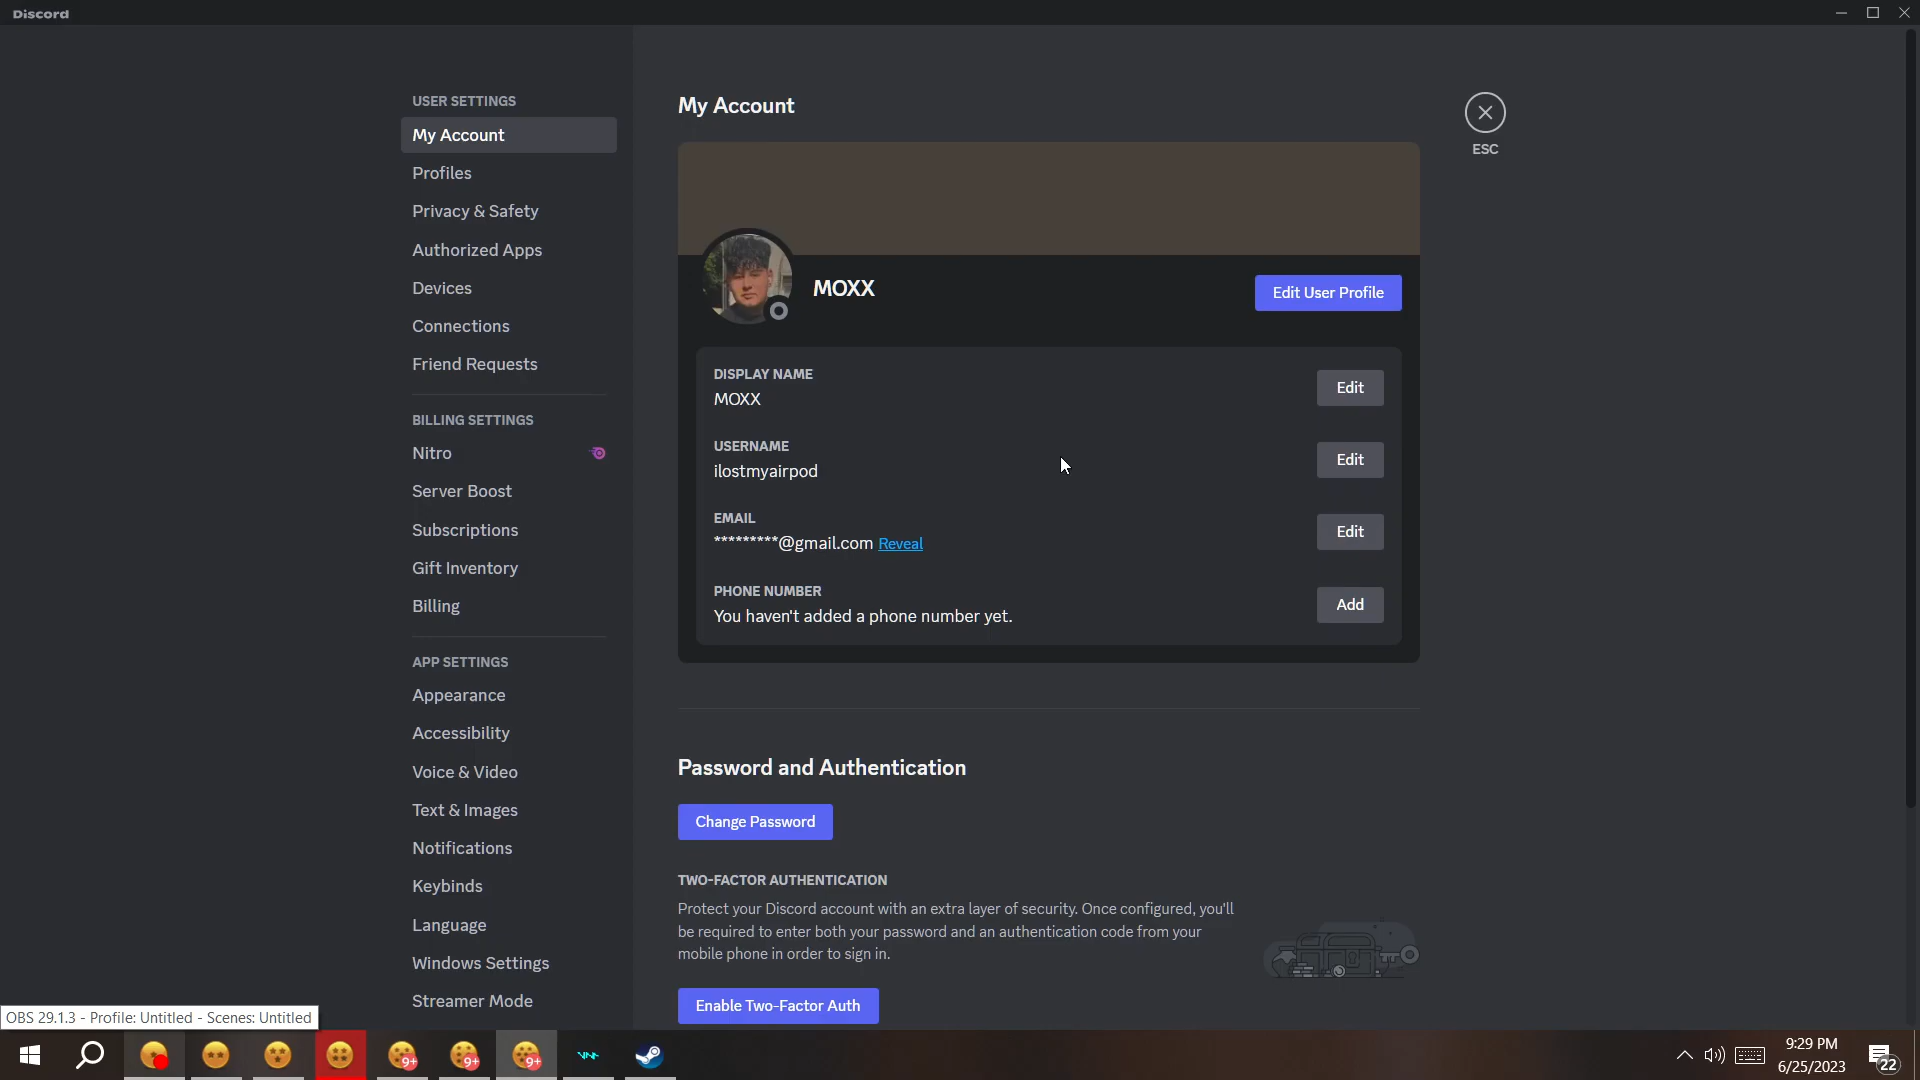 Discord
USER SETTINGS
My Account
Profiles
Privacy & Safety
Authorized Apps
Devices
Connections
Friend Requests
BILLING SETTINGS
Nitro
Server Boost
Subscriptions
Gift Inventory
Billing
APP SETTINGS
Appearance
Accessibility
Voice & Video
Text & Images
Notifications
Keybinds
Language
Windows Settings
Streamer Mode
My Account
ESC
MOXX
Edit User Profile
DISPLAY NAME
MOXX
Edit
USERNAME
ilostmyairpod
Edit
EMAIL
*********@gmail.com Reveal
Edit
PHONE NUMBER
You haven't added a phone number yet.
Add
Password and Authentication
Change Password
TWO-FACTOR AUTHENTICATION
Protect your Discord account with an extra layer of security. Once configured, you'll
be required to enter both your password and an authentication code from your
mobile phone in order to sign in.
Enable Two-Factor Auth
OBS 29.1.3 - Profile: Untitled - Scenes: Untitled
9+
9+
9+
9:29 PM
6/25/2023
22